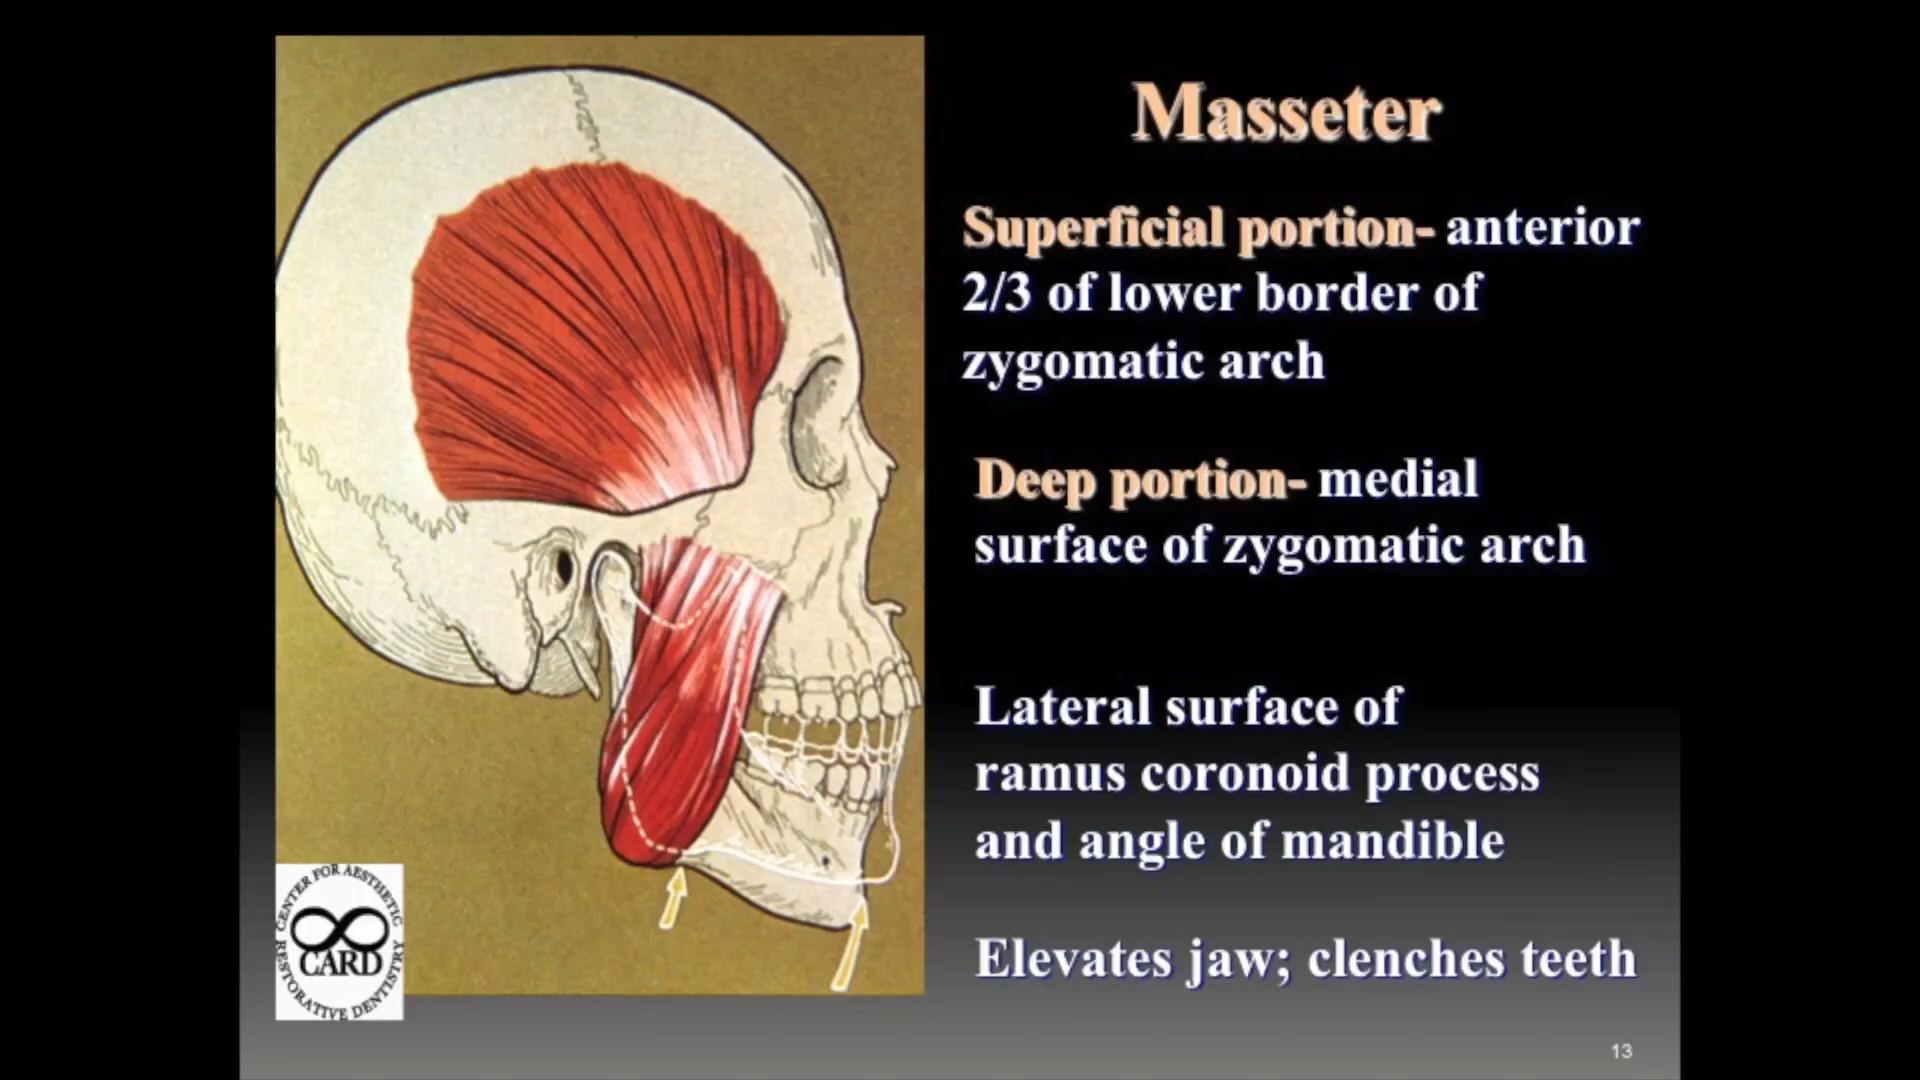 Masseter
Superficial portion- anterior
2/3 of lower border of
zygomatic arch
Deep portion- medial
surface of zygomatic arch
Lateral surface of
ramus coronoid process
and angle of mandible
Elevates jaw; clenches teeth
CENTER FOR AESTHETIC
CARD
RESTORATIVE DENTISTRY
13